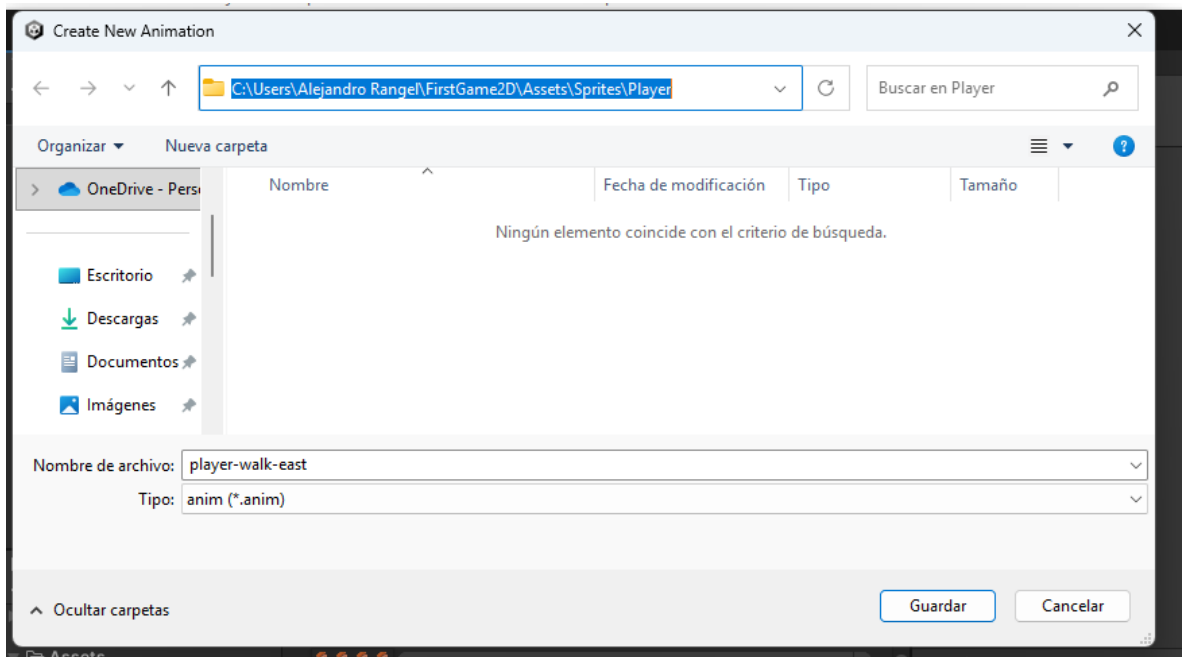 Create New Animation
C:\Users\Alejandro Rangel\FirstGame2D\Assets\Sprites\Player
Buscar en Player
Organizar
Nueva carpeta
OneDrive - Pers
Nombre
Fecha de modificación
Tipo
Tamaño
Ningún elemento coincide con el criterio de búsqueda.
Escritorio
Descargas
Documentos
Imágenes
Nombre de archivo: player-walk-east
Tipo: anim (*.anim)
Ocultar carpetas
Guardar
Cancelar
Assets